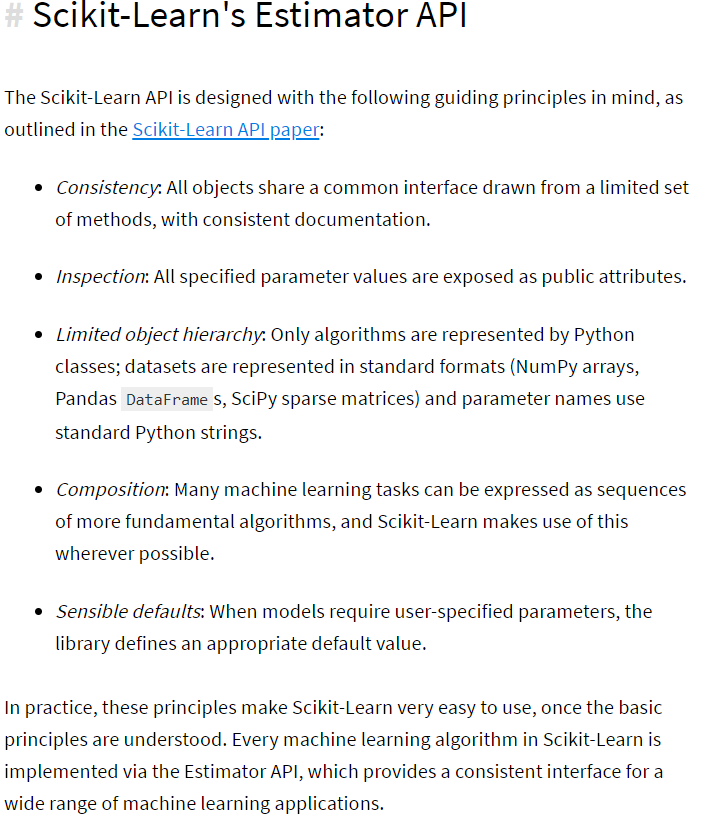 # Scikit-Learn's Estimator API
The Scikit-Learn API is designed with the following guiding principles in mind, as
outlined in the Scikit-Learn API paper:
• Consistency: All objects share a common interface drawn from a limited set
of methods, with consistent documentation.
• Inspection: All specified parameter values are exposed as public attributes.
• Limited object hierarchy: Only algorithms are represented by Python
classes; datasets are represented in standard formats (NumPy arrays,
Pandas DataFrame s, SciPy sparse matrices) and parameter names use
standard Python strings.
• Composition: Many machine learning tasks can be expressed as sequences
of more fundamental algorithms, and Scikit-Learn makes use of this
wherever possible.
• Sensible defaults: When models require user-specified parameters, the
library defines an appropriate default value.
In practice, these principles make Scikit-Learn very easy to use, once the basic
principles are understood. Every machine learning algorithm in Scikit-Learn is
implemented via the Estimator API, which provides a consistent interface for a
wide range of machine learning applications.